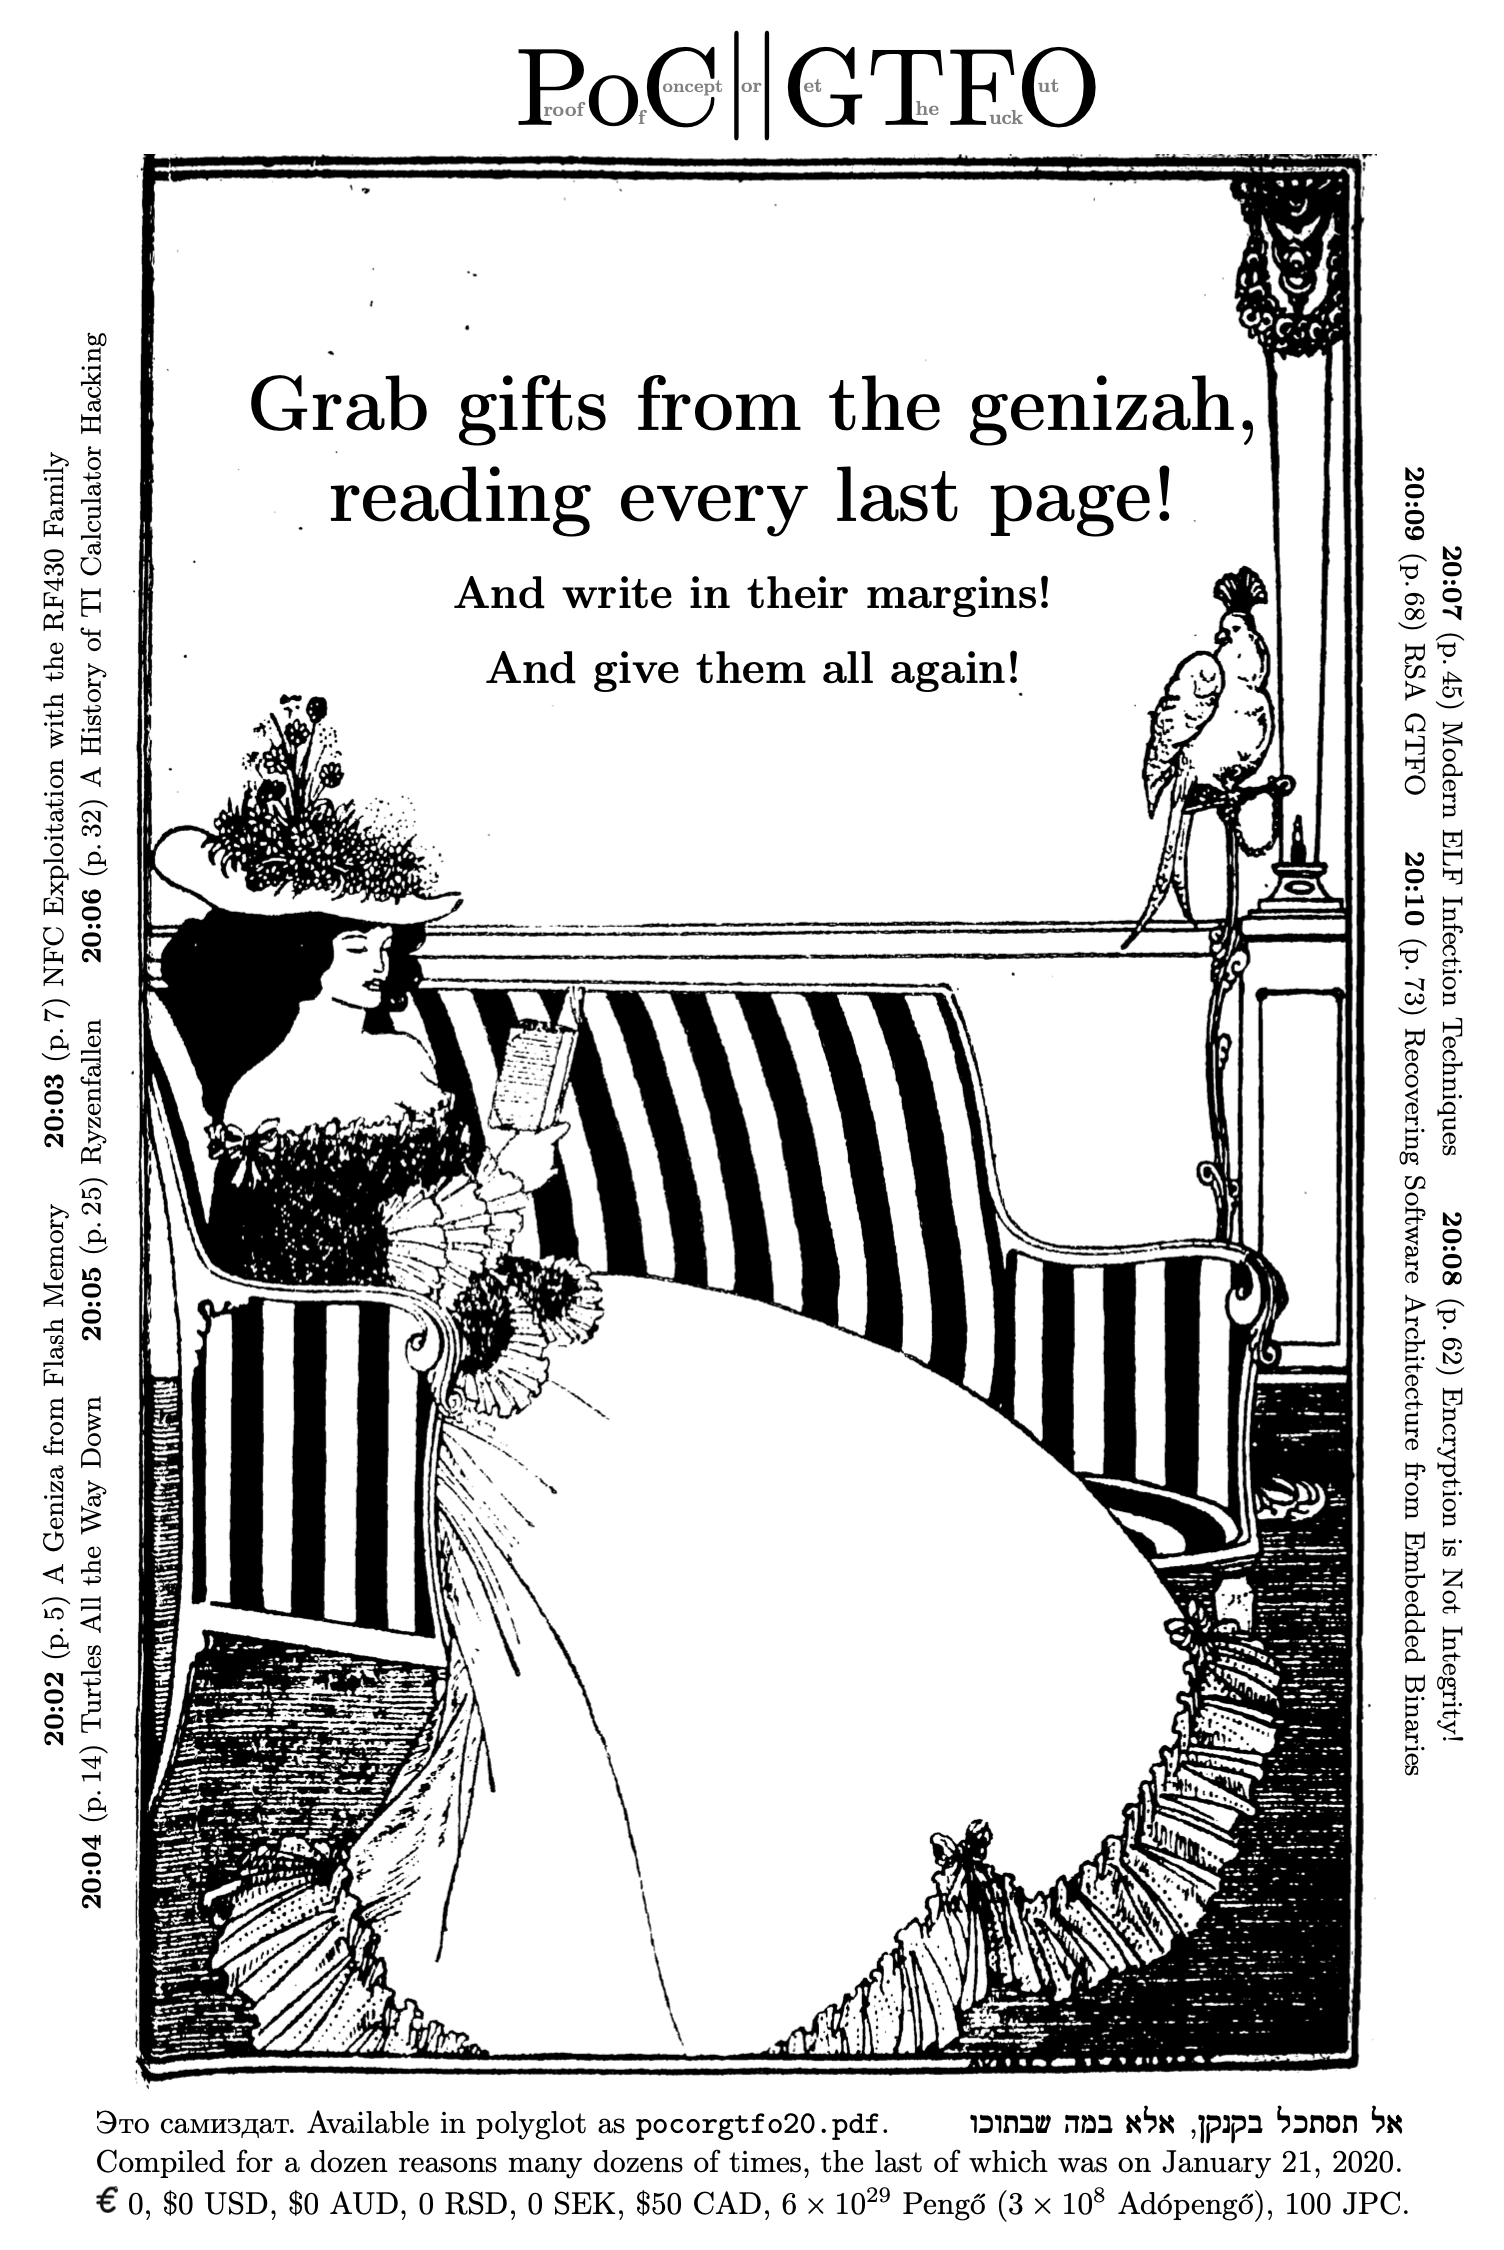 PoC||GTFO
roof f oncept or et he uck ut
Grab gifts from the genizah,
reading every last page!
And write in their margins!
And give them all again!
20:02 (p. 5) A Geniza from Flash Memory 20:03 (p. 7) NFC Exploitation with the RF430 Family
20:04 (p. 14) Turtles All the Way Down 20:05 (p. 25) Ryzenfallen 20:06 (p. 32) A History of TI Calculator Hacking
20:07 (p. 45) Modern ELF Infection Techniques 20:08 (p. 62) Encryption is Not Integrity!
20:09 (p. 68) RSA GTFO 20:10 (p. 73) Recovering Software Architecture from Embedded Binaries
Это самиздат. Available in polyglot as pocorgtfo20.pdf. אל תסתכל בקנקן, אלא במה שבתוכו
Compiled for a dozen reasons many dozens of times, the last of which was on January 21, 2020.
€ 0, $0 USD, $0 AUD, 0 RSD, 0 SEK, $50 CAD, 6 × 10²⁹ Pengő (3 × 10⁸ Adópengő), 100 JPC.